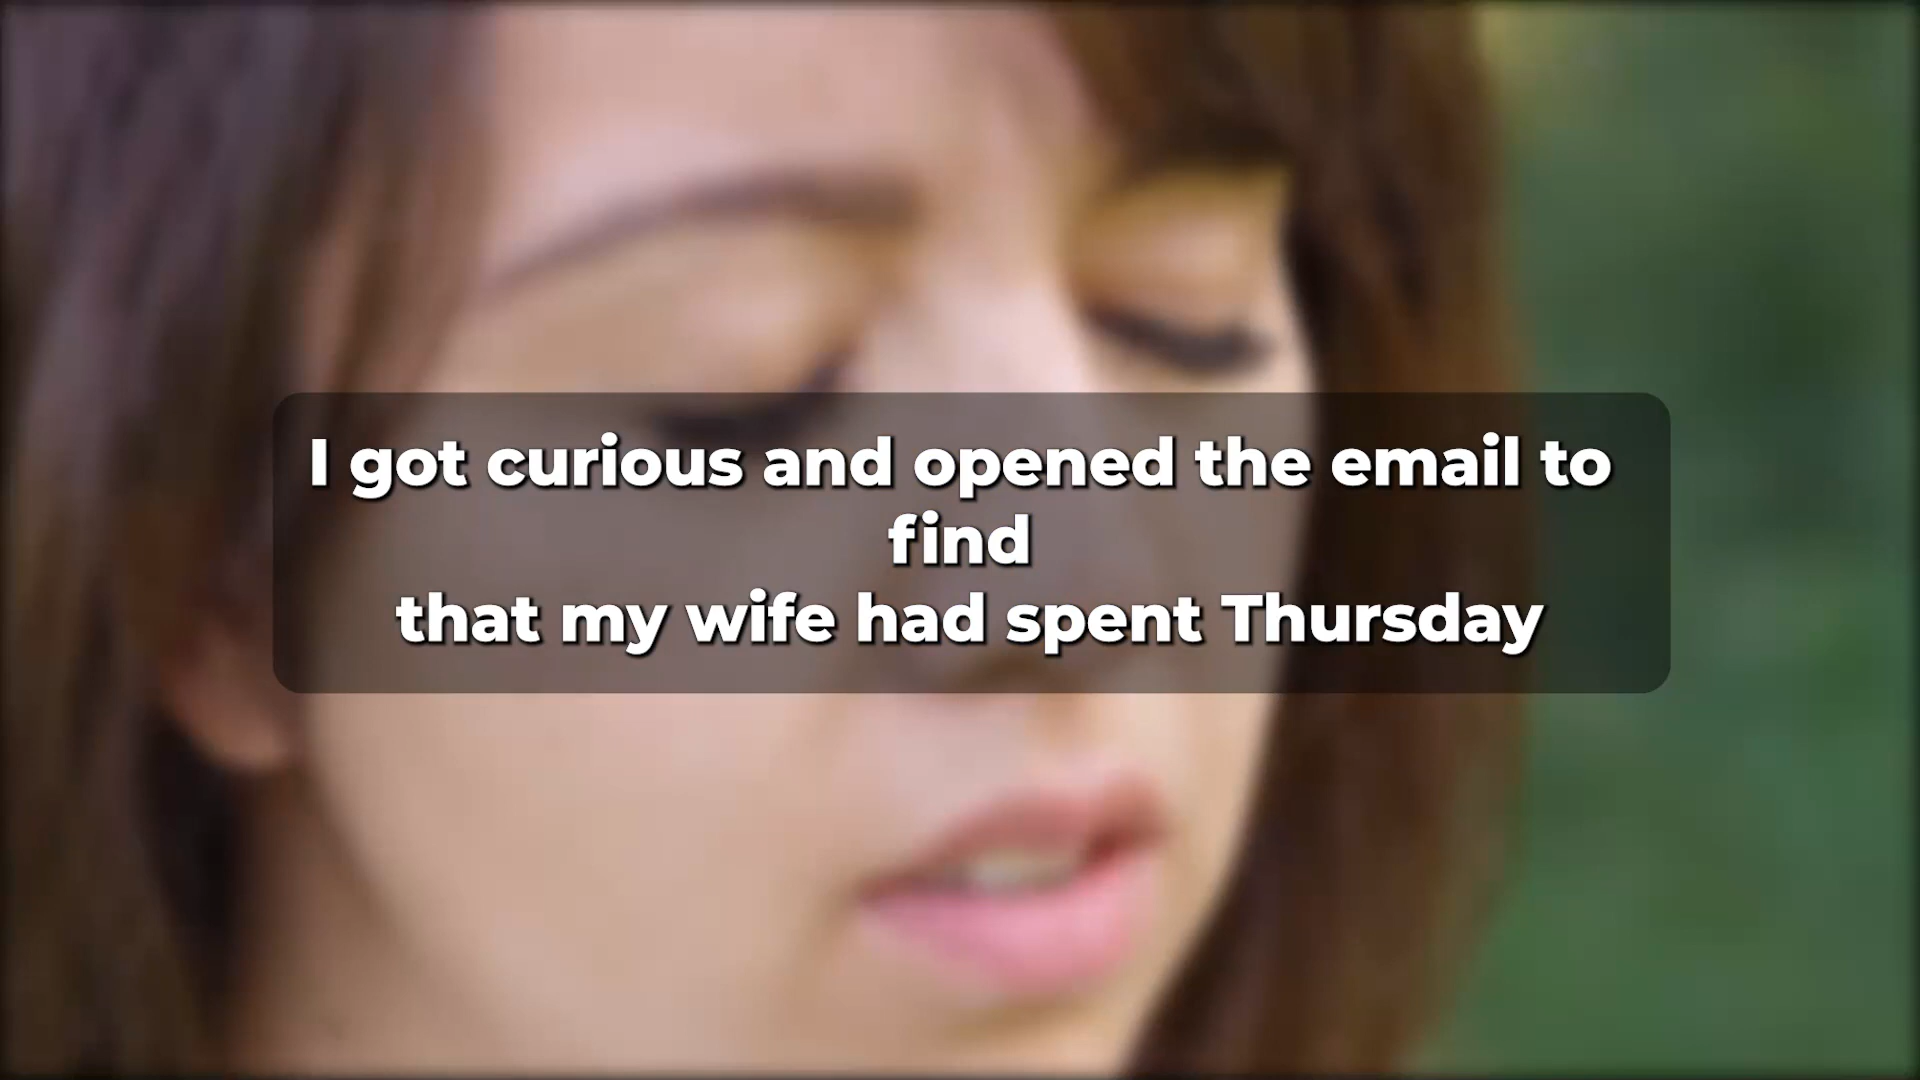 I got curious and opened the email to
find
that my wife had spent Thursday